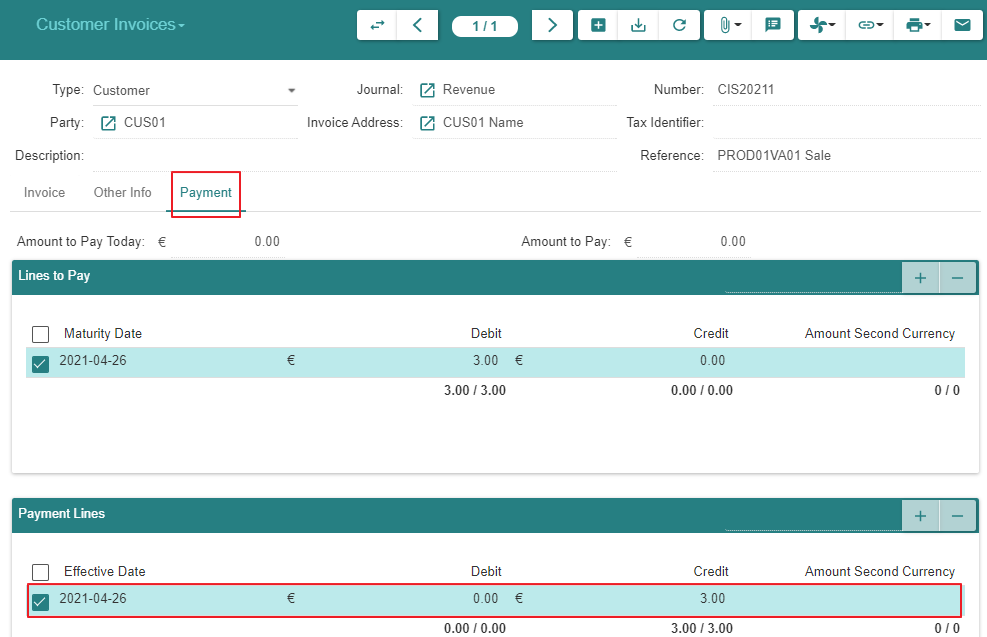 Customer Invoices
1 / 1
Type: Customer Journal: Revenue Number: CIS20211
Party: CUS01 Invoice Address: CUS01 Name Tax Identifier:
Description: Reference: PROD01VA01 Sale
Invoice Other Info Payment
Amount to Pay Today: € 0.00 Amount to Pay: € 0.00
Lines to Pay + −
Maturity Date Debit Credit Amount Second Currency
2021-04-26 € 3.00 € 0.00
3.00 / 3.00 0.00 / 0.00 0 / 0
Payment Lines + −
Effective Date Debit Credit Amount Second Currency
2021-04-26 € 0.00 € 3.00
0.00 / 0.00 3.00 / 3.00 0 / 0